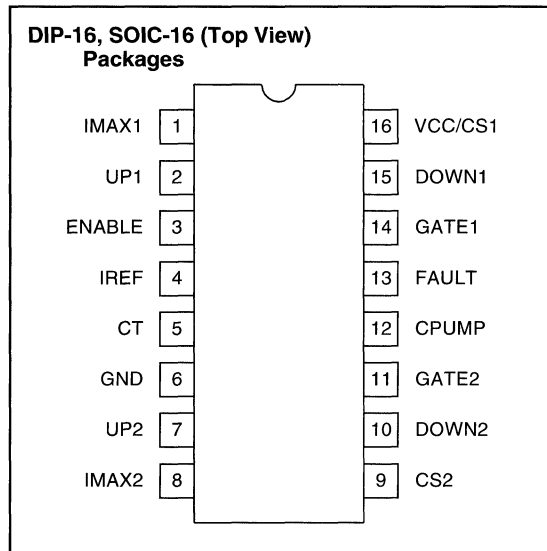 DIP-16, SOIC-16 (Top View)
Packages
IMAX1 1 16 VCC/CS1
UP1 2 15 DOWN1
ENABLE 3 14 GATE1
IREF 4 13 FAULT
CT 5 12 CPUMP
GND 6 11 GATE2
UP2 7 10 DOWN2
IMAX2 8 9 CS2